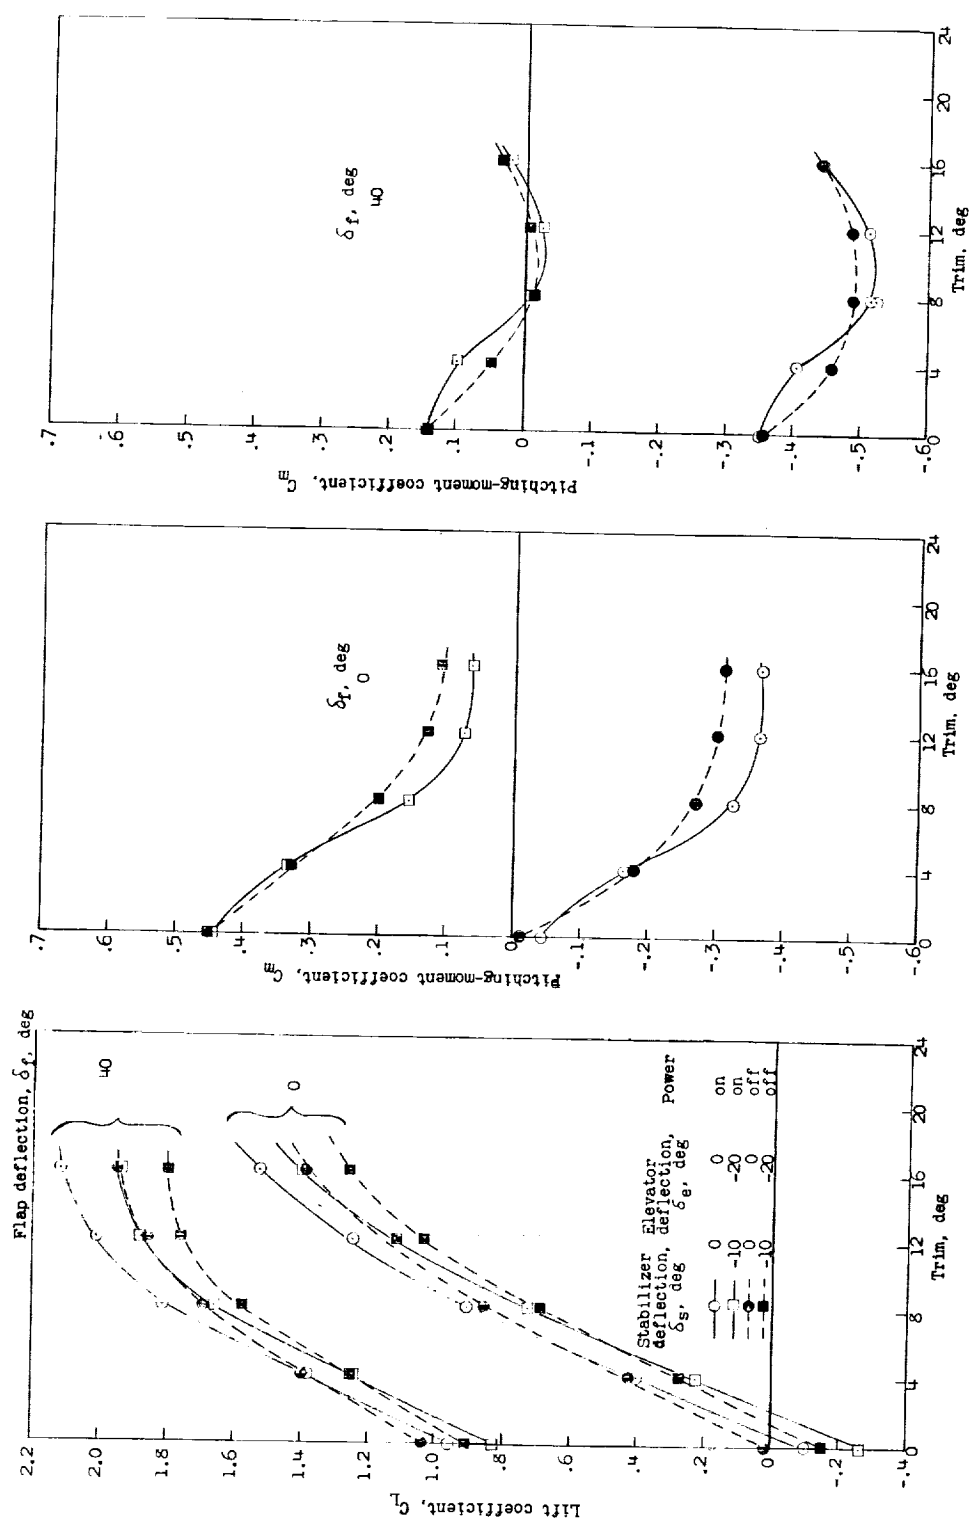 Flap deflection, δf, deg
40
0
Stabilizer deflection, δs, deg
Elevator deflection, δe, deg
Power
0 0 on
-10 -20 on
0 0 off
-10 -20 off
2.2
2.0
1.8
1.6
1.4
1.2
1.0
.8
.6
.4
.2
0
-.2
-.4
Lift coefficient, CL
0 4 8 12 16 20 24
Trim, deg
δf, deg
0
.7
.6
.5
.4
.3
.2
.1
0
-.1
-.2
-.3
-.4
-.5
-.6
Pitching-moment coefficient, Cm
0 4 8 12 16 20 24
Trim, deg
δf, deg
40
.7
.6
.5
.4
.3
.2
.1
0
-.1
-.2
-.3
-.4
-.5
-.6
Pitching-moment coefficient, Cm
0 4 8 12 16 20 24
Trim, deg